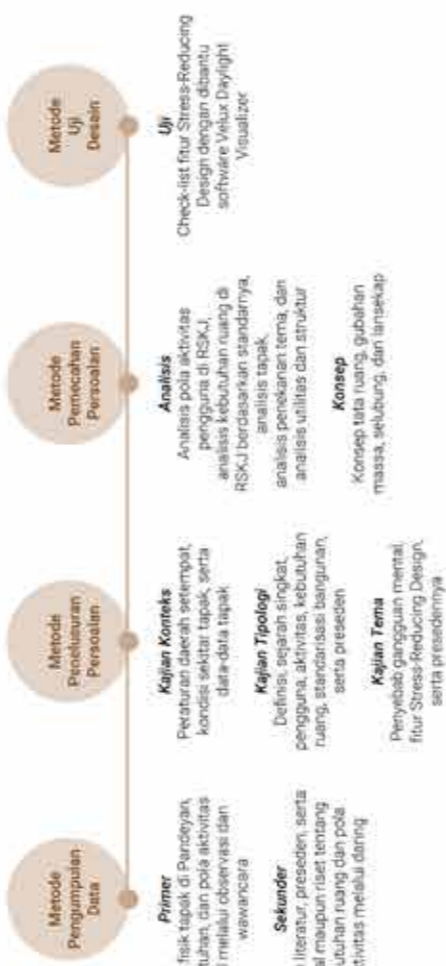 Metode
Pengumpulan
Data
Primer
fisik tapak di Pandeyan,
tuhan, dan pola aktivitas
melalui observasi dan
wawancara
Sekunder
literatur, preseden, serta
al maupun riset tentang
utuhan ruang dan pola
tivitas melalui daring
Metode
Penelusuran
Persoalan
Kajian Konteks
Peraturan daerah setempat,
kondisi sekitar tapak, serta
data-data tapak
Kajian Tipologi
Definisi, sejarah singkat,
pengguna, aktivitas, kebutuhan
ruang, standarisasi bangunan,
serta preseden
Kajian Tema
Penyebab gangguan mental,
fitur Stress-Reducing Design,
serta presedennya
Metode
Pemecahan
Persoalan
Analisis
Analisis pola aktivitas
pengguna di RSKJ,
analisis kebutuhan ruang di
RSKJ berdasarkan standarnya,
analisis tapak,
analisis penekanan tema, dan
analisis utilitas dan struktur
Konsep
Konsep tata ruang, gubahan
massa, selubung, dan lansekap
Metode
Uji
Desain
Uji
Check-list fitur Stress-Reducing
Design dengan dibantu
software Velux Daylight
Visualizer